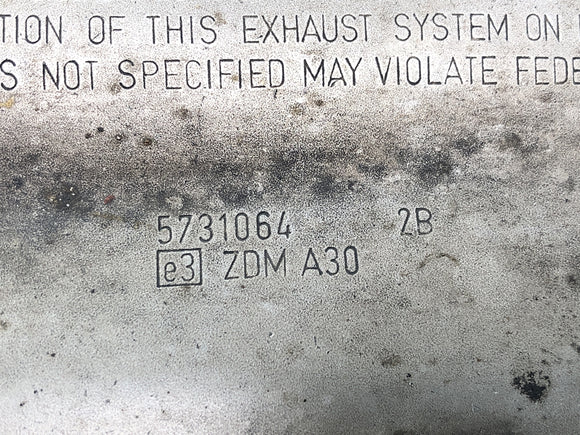 TION OF THIS EXHAUST SYSTEM ON
S NOT SPECIFIED MAY VIOLATE FEDE
5731064 2B
e3 ZDM A30